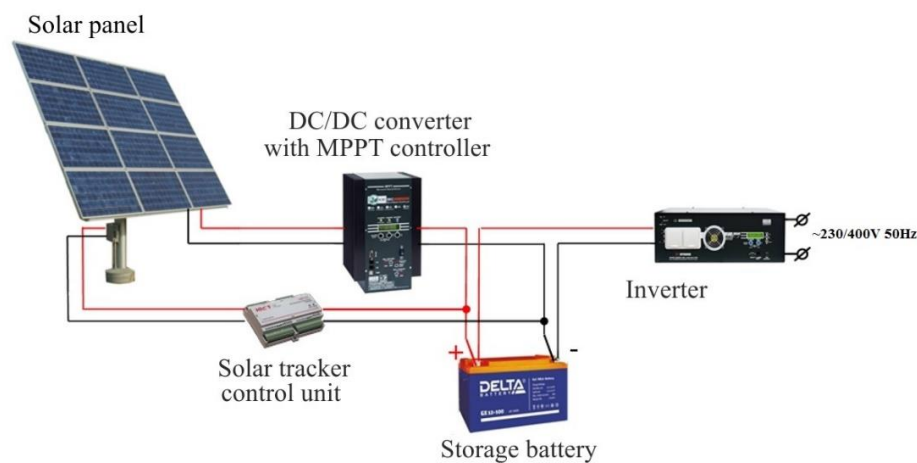 Solar panel
DC/DC converter
with MPPT controller
~230/400V 50Hz
Inverter
Solar tracker
control unit
+
-
DELTA
BATTERY
Storage battery